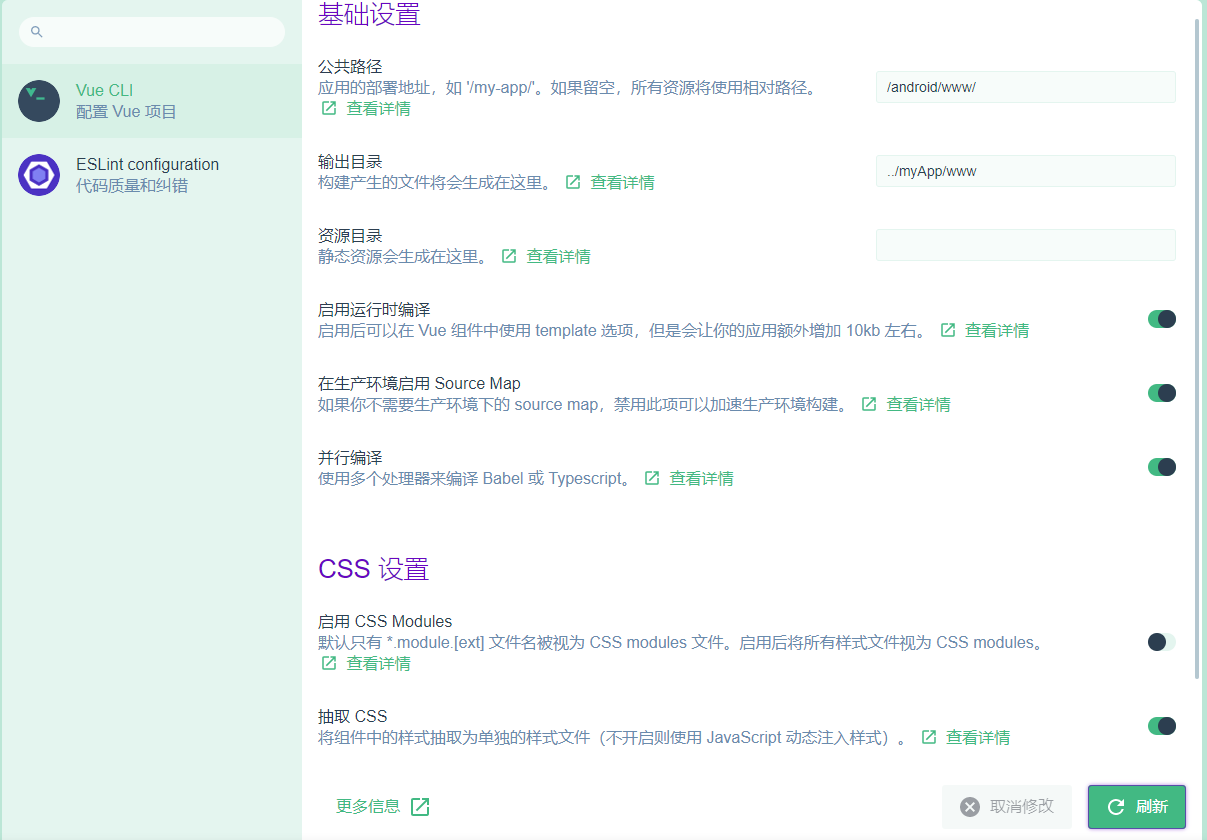 Vue CLI
配置 Vue 项目
ESLint configuration
代码质量和纠错
基础设置
公共路径
应用的部署地址，如 '/my-app/'。如果留空，所有资源将使用相对路径。
查看详情
/android/www/
输出目录
构建产生的文件将会生成在这里。 查看详情
../myApp/www
资源目录
静态资源会生成在这里。 查看详情
启用运行时编译
启用后可以在 Vue 组件中使用 template 选项，但是会让你的应用额外增加 10kb 左右。 查看详情
在生产环境启用 Source Map
如果你不需要生产环境下的 source map，禁用此项可以加速生产环境构建。 查看详情
并行编译
使用多个处理器来编译 Babel 或 Typescript。 查看详情
CSS 设置
启用 CSS Modules
默认只有 *.module.[ext] 文件名被视为 CSS modules 文件。启用后将所有样式文件视为 CSS modules。
查看详情
抽取 CSS
将组件中的样式抽取为单独的样式文件（不开启则使用 JavaScript 动态注入样式）。 查看详情
更多信息
取消修改
刷新